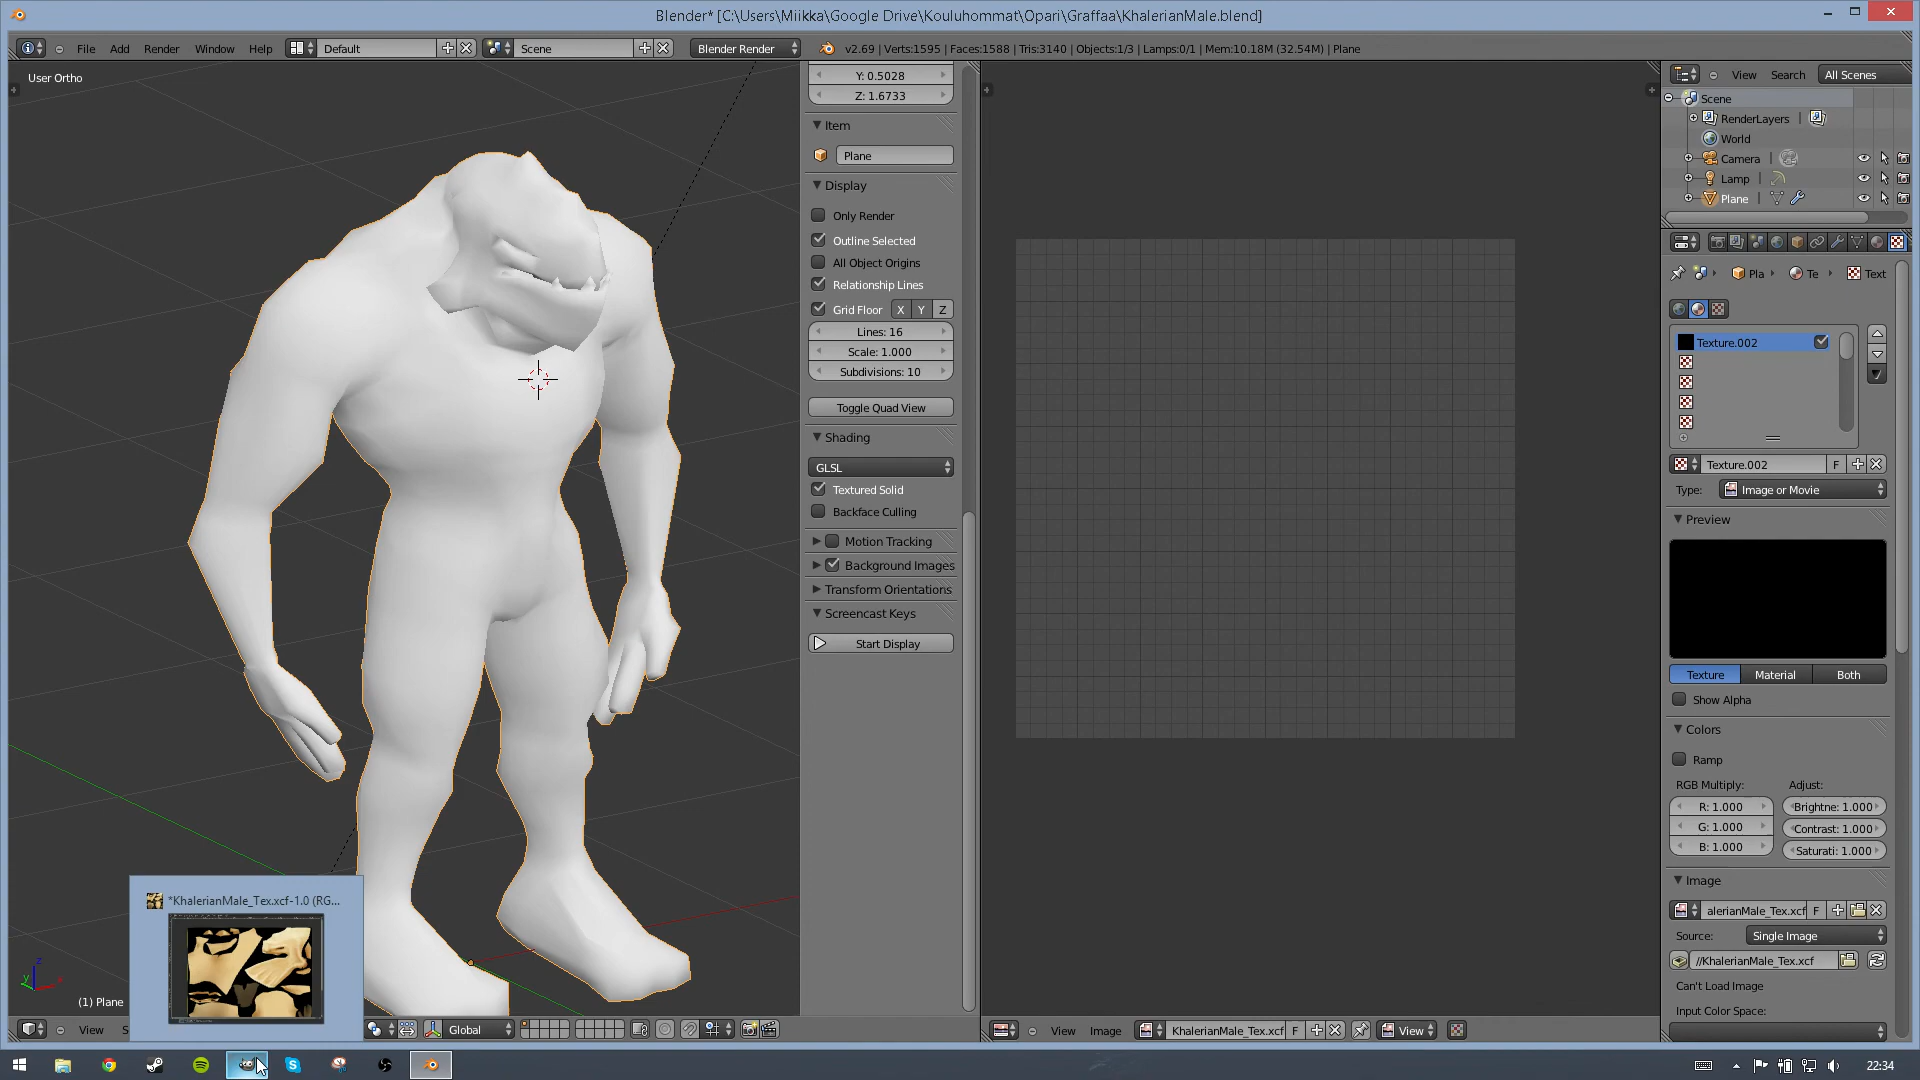 Blender* [C:\Users\Miikka\Google Drive\Kouluhommat\Opari\Graffaa\KhalerianMale.blend]
File Add Render Window Help Default Scene Blender Render v2.69 | Verts:1595 | Faces:1588 | Tris:3140 | Objects:1/3 | Lamps:0/1 | Mem:10.18M (32.54M) | Plane
User Ortho
Y: 0.5028
Z: 1.6733
Item
Plane
Display
Only Render
Outline Selected
All Object Origins
Relationship Lines
Grid Floor X Y Z
Lines: 16
Scale: 1.000
Subdivisions: 10
Toggle Quad View
Shading
GLSL
Textured Solid
Backface Culling
Motion Tracking
Background Images
Transform Orientations
Screencast Keys
Start Display
View Search All Scenes
Scene
RenderLayers
World
Camera
Lamp
Plane
Pla Te Text
Texture.002
Texture.002 F
Type: Image or Movie
Preview
Texture Material Both
Show Alpha
Colors
Ramp
RGB Multiply: Adjust:
R: 1.000 Brightne: 1.000
G: 1.000 Contrast: 1.000
B: 1.000 Saturati: 1.000
Image
alerianMale_Tex.xcf F
Source: Single Image
//KhalerianMale_Tex.xcf
Can't Load Image
Input Color Space:
*KhalerianMale_Tex.xcf-1.0 (RG...
z
y
x
(1) Plane
View S Global
View Image KhalerianMale_Tex.xcf F View
22:34